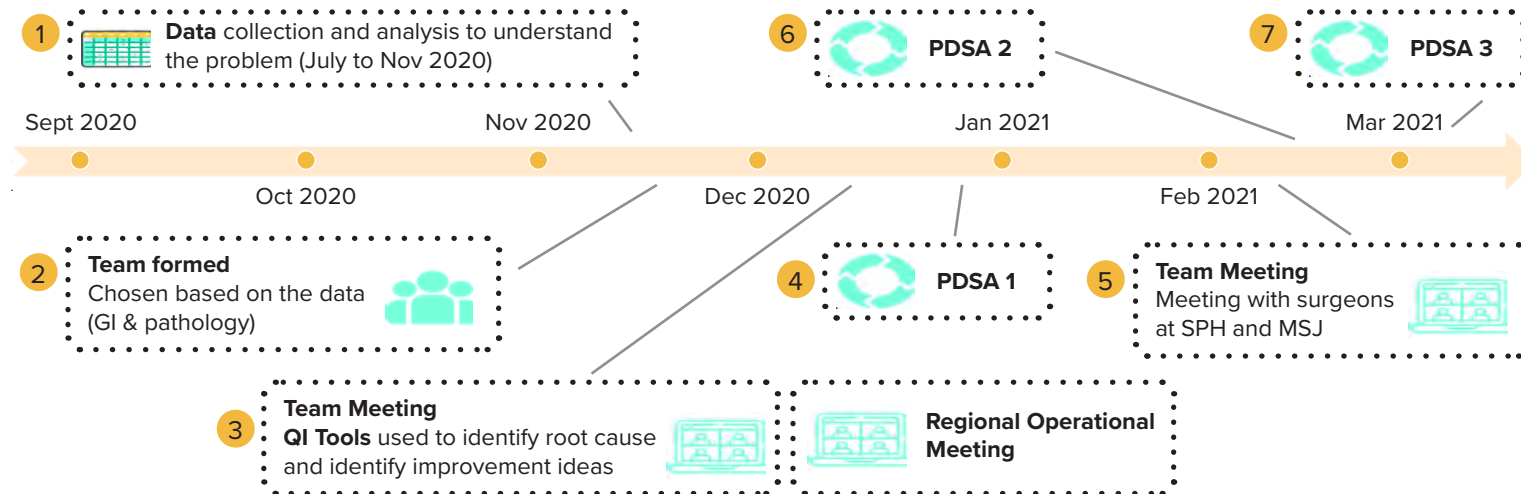 1
Data collection and analysis to understand
the problem (July to Nov 2020)
6
PDSA 2
7
PDSA 3
Sept 2020
Nov 2020
Jan 2021
Mar 2021
Oct 2020
Dec 2020
Feb 2021
2
Team formed
Chosen based on the data
(GI & pathology)
4
PDSA 1
5
Team Meeting
Meeting with surgeons
at SPH and MSJ
3
Team Meeting
QI Tools used to identify root cause
and identify improvement ideas
Regional Operational
Meeting